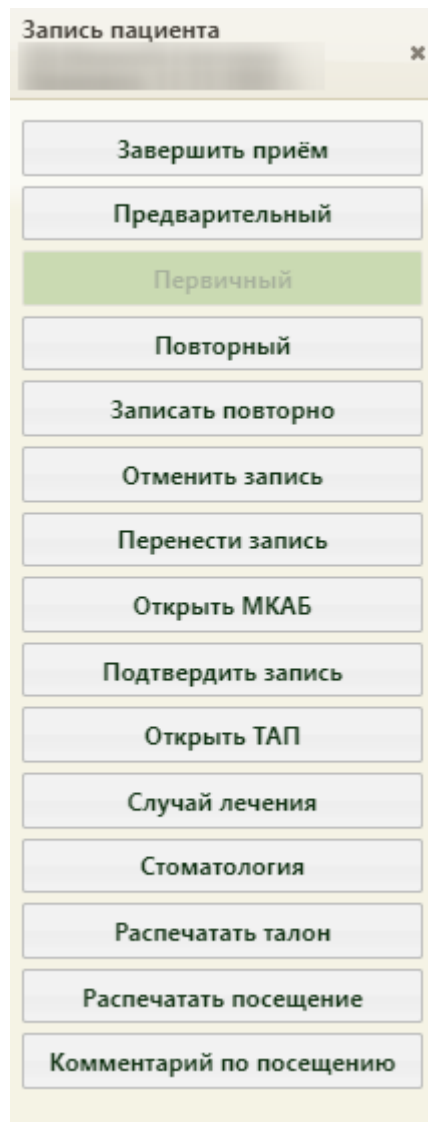 Запись пациента
Завершить приём
Предварительный
Первичный
Повторный
Записать повторно
Отменить запись
Перенести запись
Открыть МКАБ
Подтвердить запись
Открыть ТАП
Случай лечения
Стоматология
Распечатать талон
Распечатать посещение
Комментарий по посещению